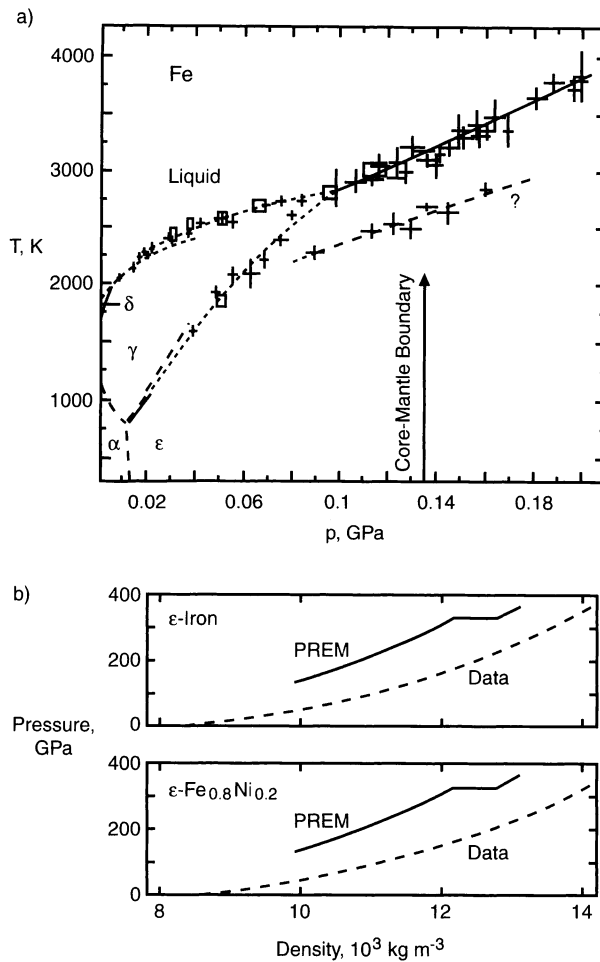 a)
4000
Fe
3000
Liquid
T, K
?
2000
δ
γ
Core-Mantle Boundary
1000
α
ε
0.02
0.06
0.1
0.14
0.18
p, GPa
b)
400
ε-Iron
PREM
200
Data
0
Pressure,
GPa
400
ε-Fe0.8Ni0.2
PREM
200
Data
0
8
10
12
14
Density, 10³ kg m-³